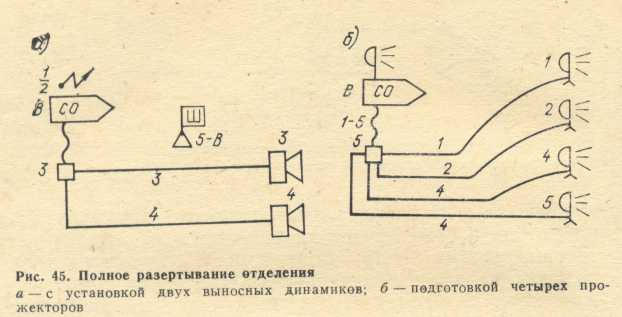 а)
б)
1
1/2
В СО
Ш
5-В
3
3
3
4
4
В СО
1-5
5
1
2
2
4
4
4
5
Рис. 45. Полное разертывание отделения
а — с установкой двух выносных динамиков; б — подготовкой четырех про-
жекторов